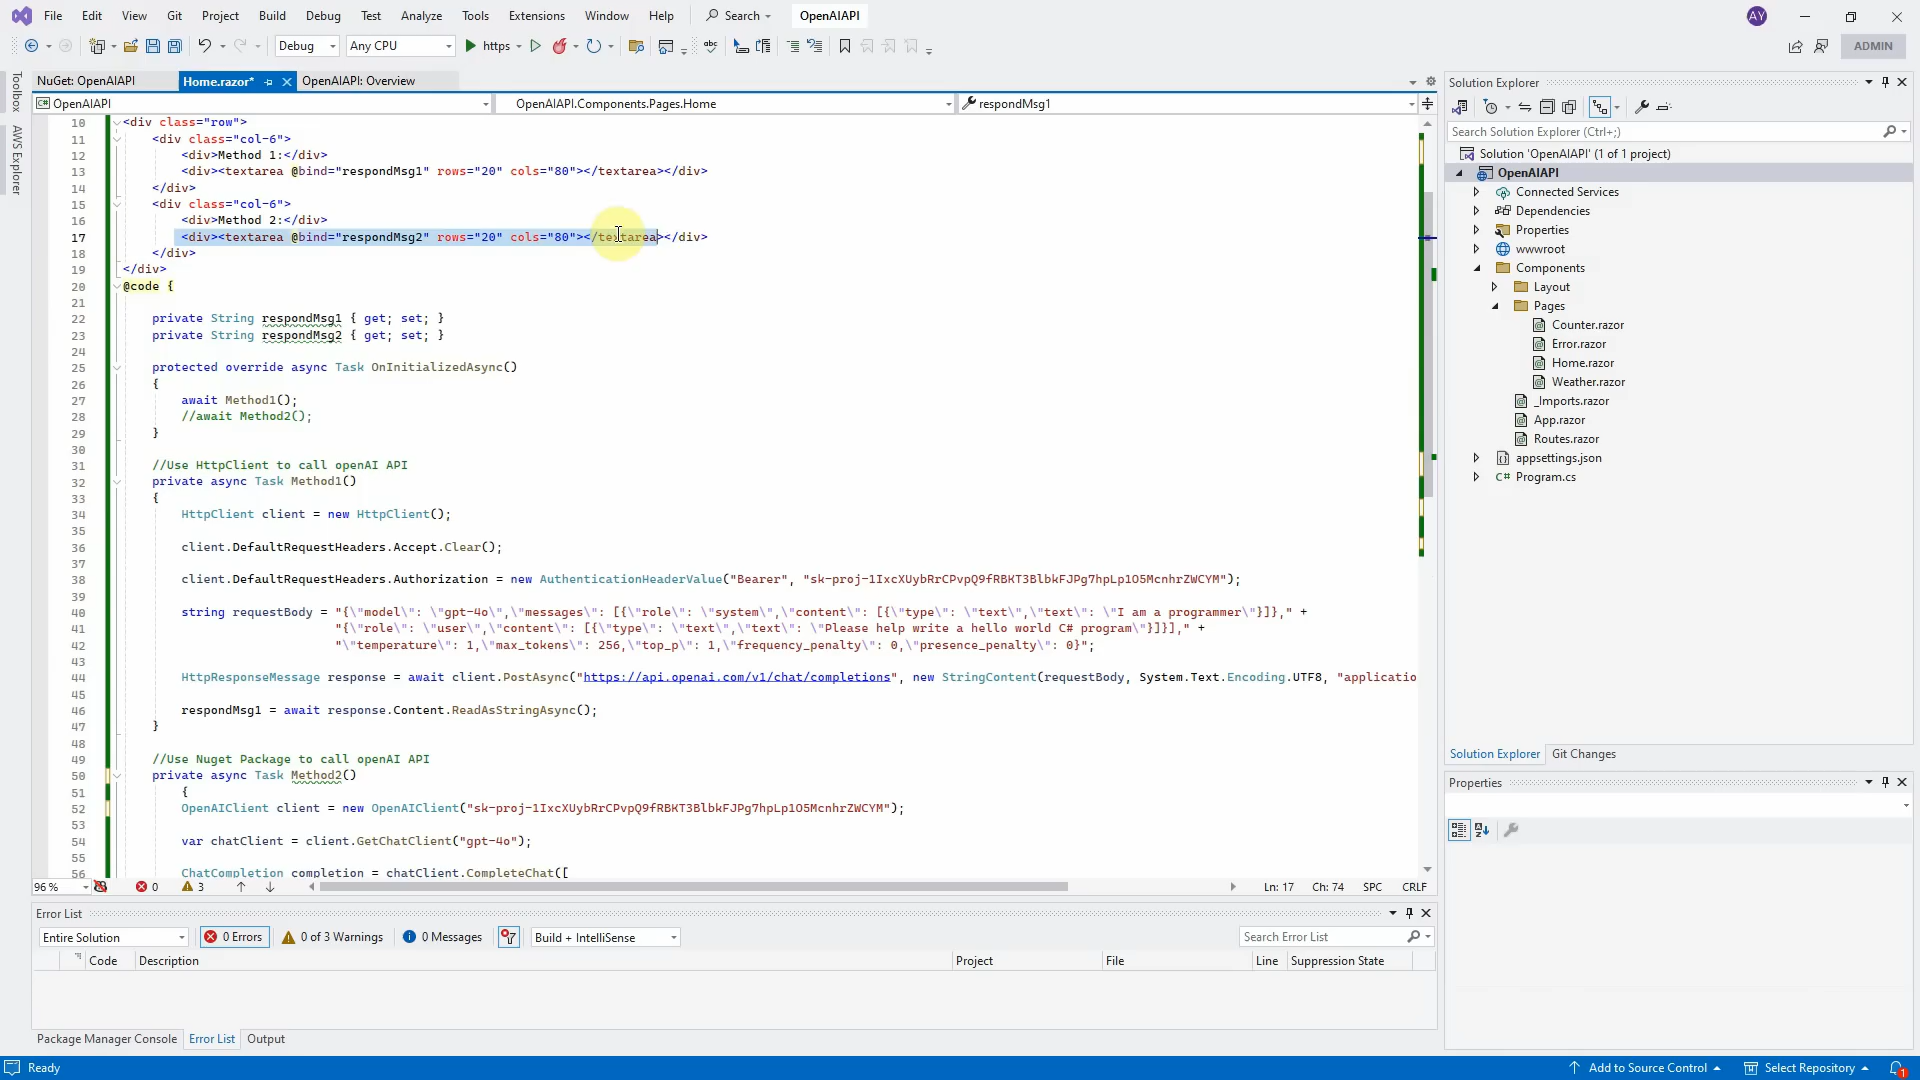 File Edit View Git Project Build Debug Test Analyze Tools Extensions Window Help Search OpenAIAPI AY
Debug Any CPU https ADMIN
Toolbox
AWS Explorer
NuGet: OpenAIAPI Home.razor* OpenAIAPI: Overview
OpenAIAPI OpenAIAPI.Components.Pages.Home respondMsg1
10 <div class="row">
11 <div class="col-6">
12 <div>Method 1:</div>
13 <div><textarea @bind="respondMsg1" rows="20" cols="80"></textarea></div>
14 </div>
15 <div class="col-6">
16 <div>Method 2:</div>
17 <div><textarea @bind="respondMsg2" rows="20" cols="80"></textarea></div>
18 </div>
19 </div>
20 @code {
21
22 private String respondMsg1 { get; set; }
23 private String respondMsg2 { get; set; }
24
25 protected override async Task OnInitializedAsync()
26 {
27 await Method1();
28 //await Method2();
29 }
30
31 //Use HttpClient to call openAI API
32 private async Task Method1()
33 {
34 HttpClient client = new HttpClient();
35
36 client.DefaultRequestHeaders.Accept.Clear();
37
38 client.DefaultRequestHeaders.Authorization = new AuthenticationHeaderValue("Bearer", "sk-proj-1IxcXUybRrCPvpQ9fRBKT3BlbkFJPg7hpLp1O5McnhrZWCYM");
39
40 string requestBody = "{\"model\": \"gpt-4o\",\"messages\": [{\"role\": \"system\",\"content\": [{\"type\": \"text\",\"text\": \"I am a programmer\"}]}," +
41 "{\"role\": \"user\",\"content\": [{\"type\": \"text\",\"text\": \"Please help write a hello world C# program\"}]}]," +
42 "\"temperature\": 1,\"max_tokens\": 256,\"top_p\": 1,\"frequency_penalty\": 0,\"presence_penalty\": 0}";
43
44 HttpResponseMessage response = await client.PostAsync("https://api.openai.com/v1/chat/completions", new StringContent(requestBody, System.Text.Encoding.UTF8, "applicatio
45
46 respondMsg1 = await response.Content.ReadAsStringAsync();
47 }
48
49 //Use Nuget Package to call openAI API
50 private async Task Method2()
51 {
52 OpenAIClient client = new OpenAIClient("sk-proj-1IxcXUybRrCPvpQ9fRBKT3BlbkFJPg7hpLp1O5McnhrZWCYM");
53
54 var chatClient = client.GetChatClient("gpt-4o");
55
56 ChatCompletion completion = chatClient.CompleteChat([
96 % 0 3 Ln: 17 Ch: 74 SPC CRLF
Error List
Entire Solution 0 Errors 0 of 3 Warnings 0 Messages Build + IntelliSense Search Error List
Code Description Project File Line Suppression State
Package Manager Console Error List Output
Solution Explorer
Search Solution Explorer (Ctrl+;)
Solution 'OpenAIAPI' (1 of 1 project)
OpenAIAPI
Connected Services
Dependencies
Properties
wwwroot
Components
Layout
Pages
Counter.razor
Error.razor
Home.razor
Weather.razor
_Imports.razor
App.razor
Routes.razor
appsettings.json
C# Program.cs
Solution Explorer Git Changes
Properties
Ready Add to Source Control Select Repository 1